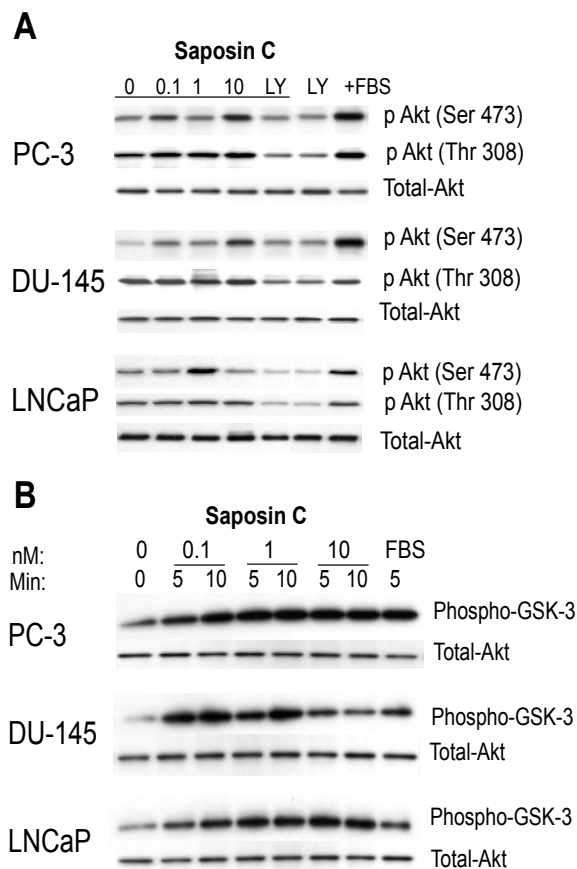 A
Saposin C
0 0.1 1 10 LY LY +FBS
p Akt (Ser 473)
PC-3
p Akt (Thr 308)
Total-Akt
p Akt (Ser 473)
DU-145
p Akt (Thr 308)
Total-Akt
p Akt (Ser 473)
LNCaP
p Akt (Thr 308)
Total-Akt
B
Saposin C
nM: 0 0.1 1 10 FBS
Min: 0 5 10 5 10 5 10 5
Phospho-GSK-3
PC-3
Total-Akt
Phospho-GSK-3
DU-145
Total-Akt
Phospho-GSK-3
LNCaP
Total-Akt